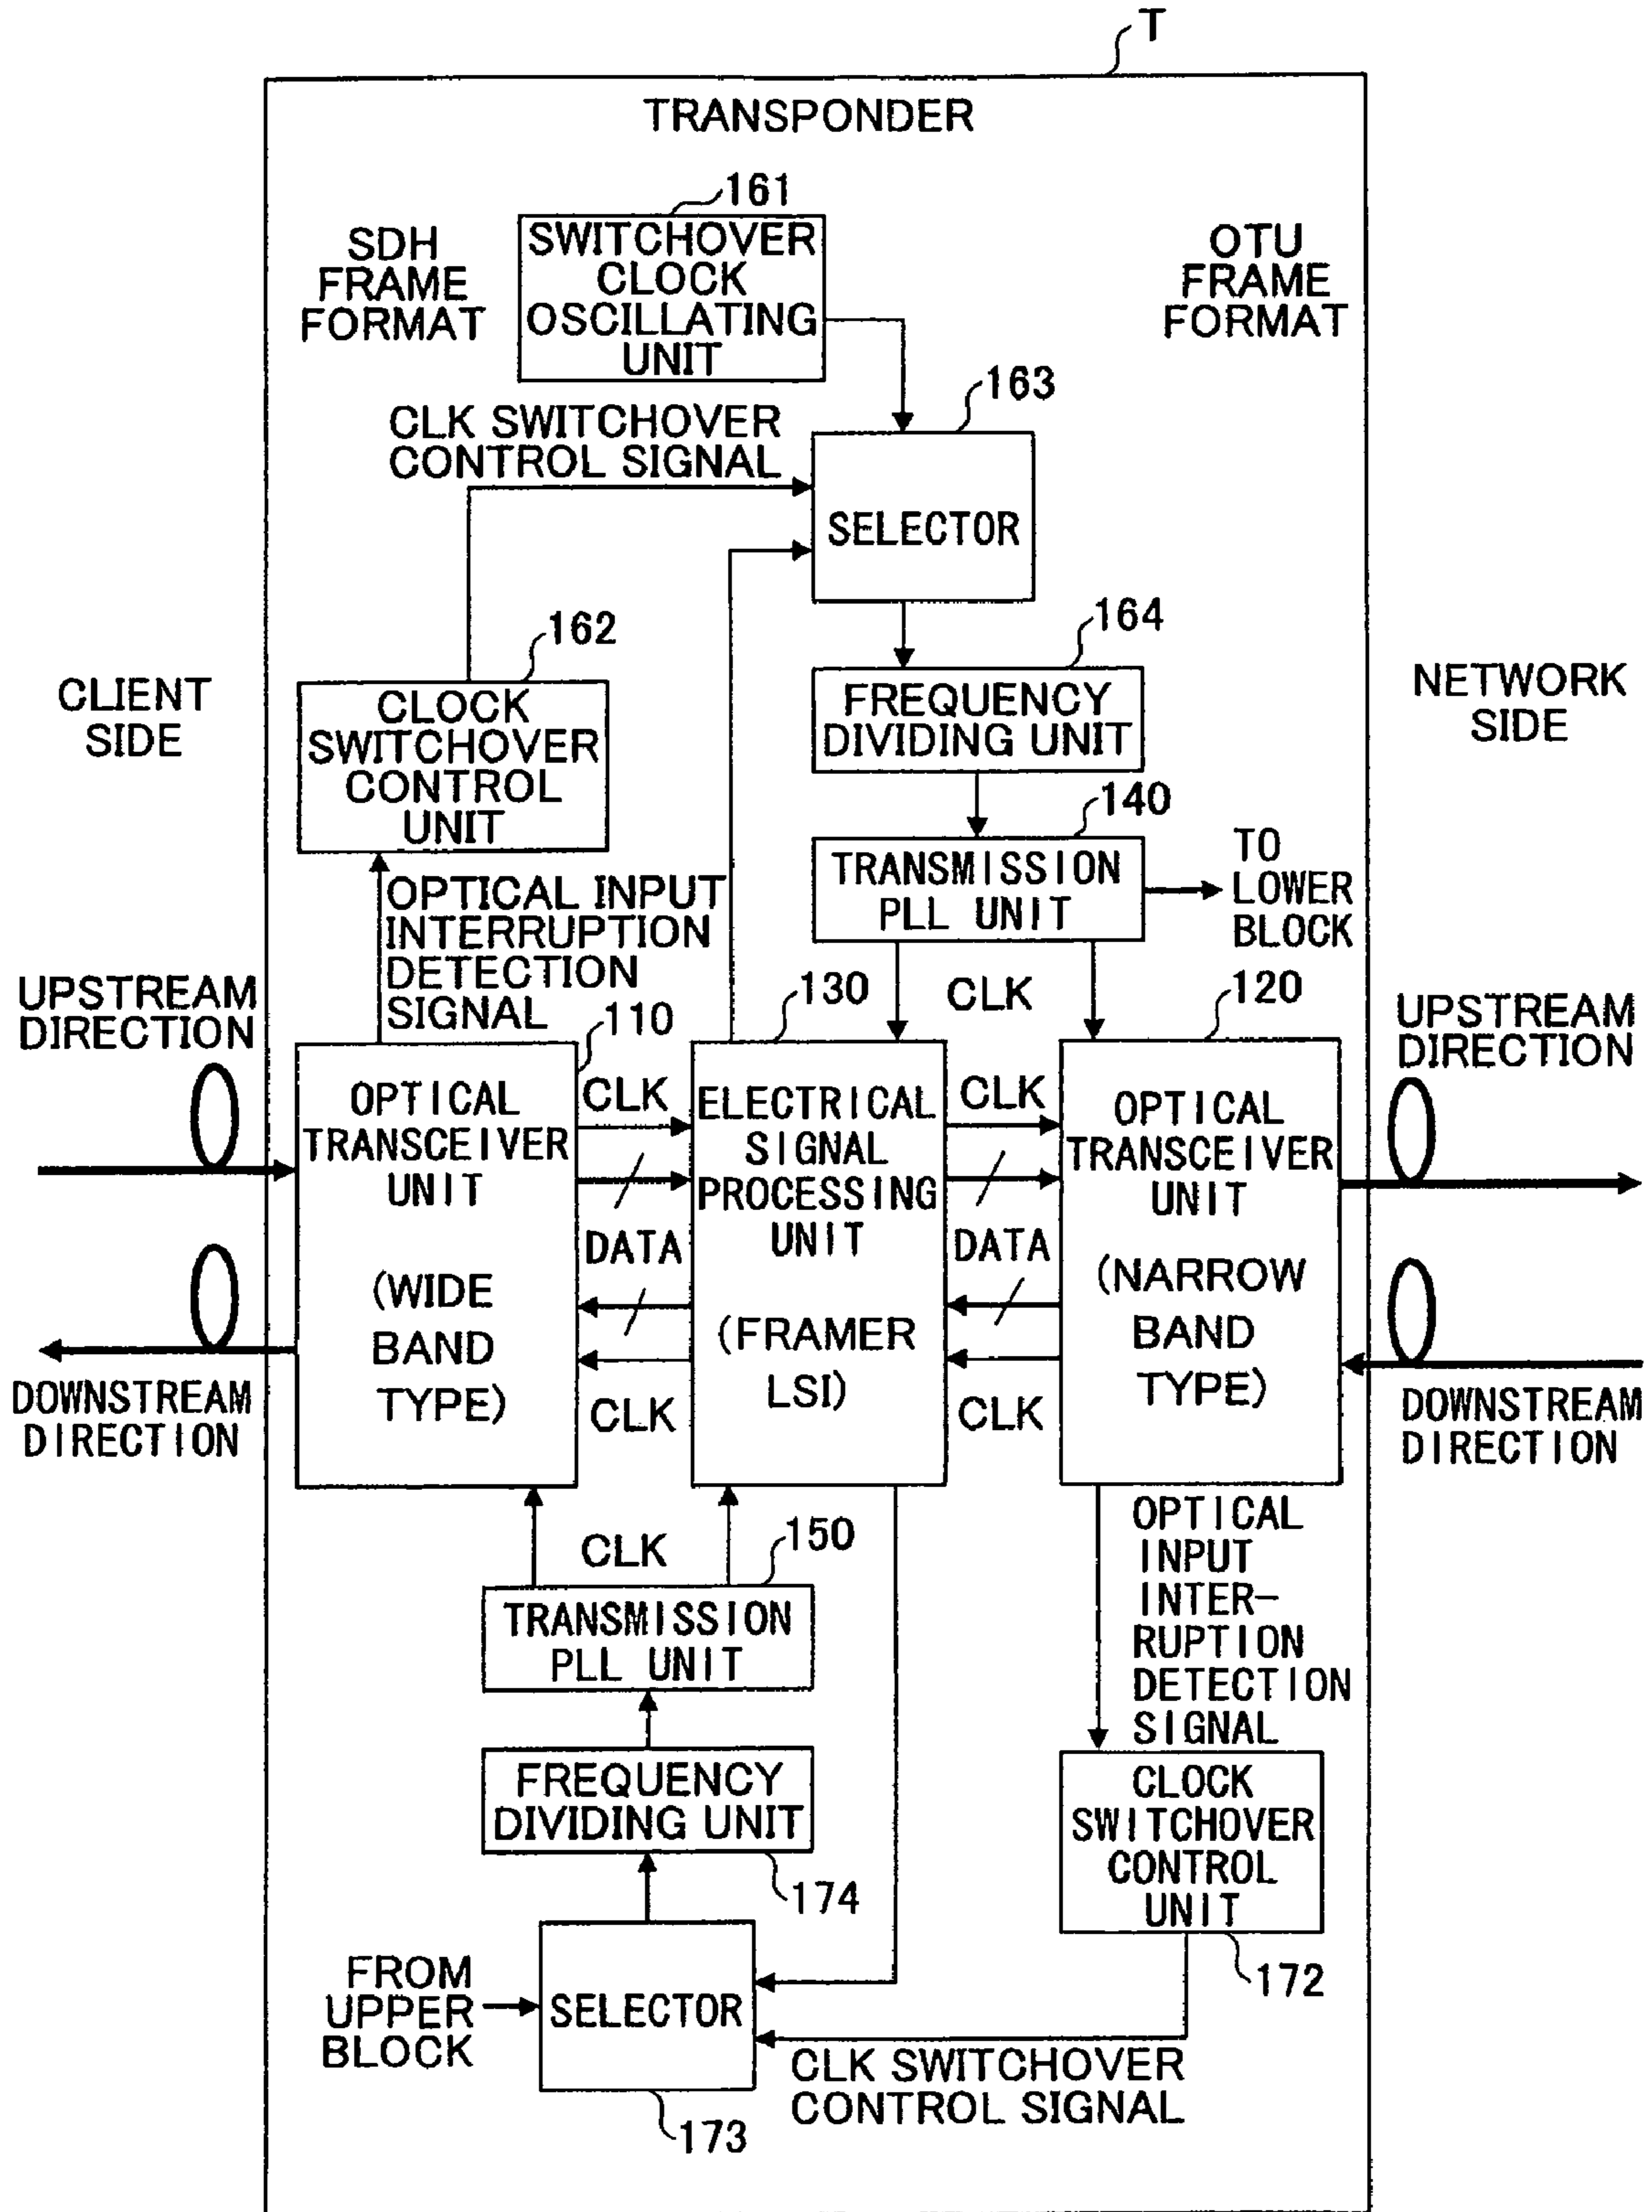 T
TRANSPONDER
161
SDH
FRAME
FORMAT
SWITCHOVER
CLOCK
OSCILLATING
UNIT
OTU
FRAME
FORMAT
163
CLK SWITCHOVER
CONTROL SIGNAL
SELECTOR
162
164
CLIENT
SIDE
CLOCK
SWITCHOVER
CONTROL
UNIT
FREQUENCY
DIVIDING UNIT
NETWORK
SIDE
140
TRANSMISSION
PLL UNIT
TO
LOWER
BLOCK
OPTICAL INPUT
INTERRUPTION
DETECTION
SIGNAL
UPSTREAM
DIRECTION
110
130
CLK
120
UPSTREAM
DIRECTION
OPTICAL
TRANSCEIVER
UNIT
(WIDE
BAND
TYPE)
CLK
DATA
CLK
ELECTRICAL
SIGNAL
PROCESSING
UNIT
(FRAMER
LSI)
CLK
DATA
CLK
OPTICAL
TRANSCEIVER
UNIT
(NARROW
BAND
TYPE)
DOWNSTREAM
DIRECTION
DOWNSTREAM
DIRECTION
CLK
150
TRANSMISSION
PLL UNIT
OPTICAL
INPUT
INTER-
RUPTION
DETECTION
SIGNAL
FREQUENCY
DIVIDING UNIT
174
CLOCK
SWITCHOVER
CONTROL
UNIT
172
FROM
UPPER
BLOCK
SELECTOR
173
CLK SWITCHOVER
CONTROL SIGNAL